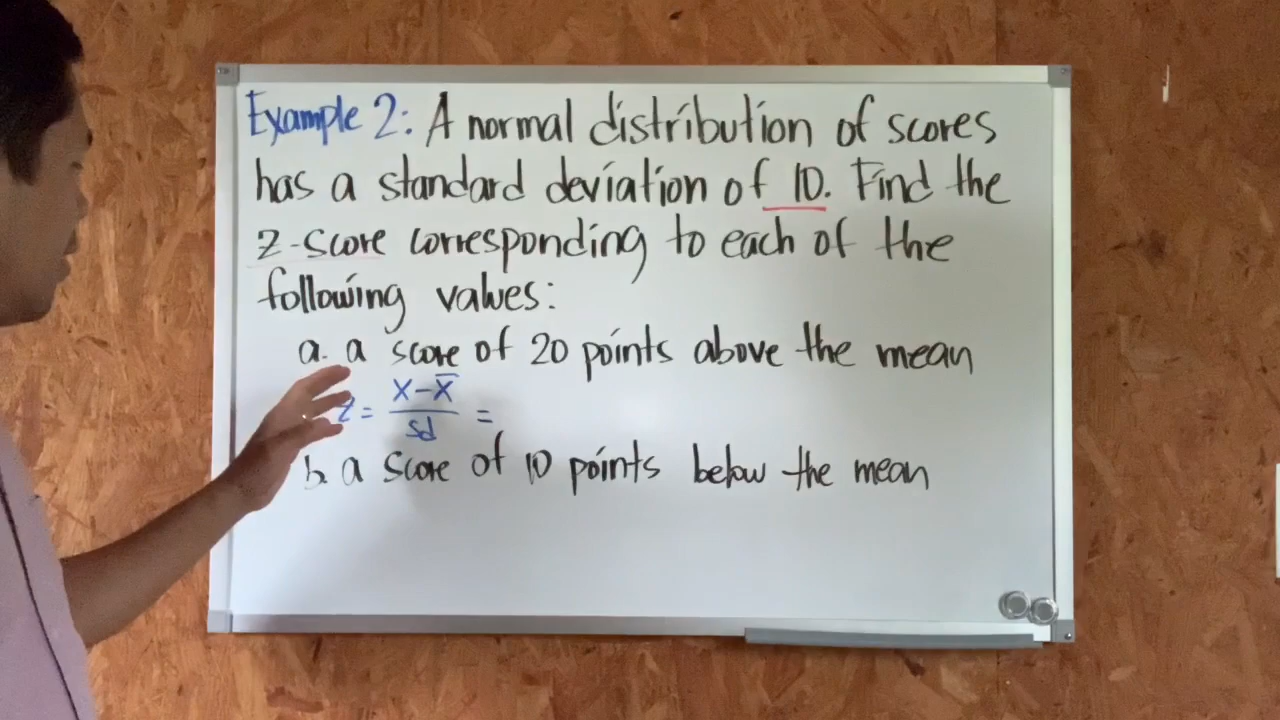 Example 2: A normal distribution of scores
has a standard deviation of 10. Find the
z-score corresponding to each of the
following values:
a. a score of 20 points above the mean
z = X-X̅ / sd =
b. a score of 10 points below the mean